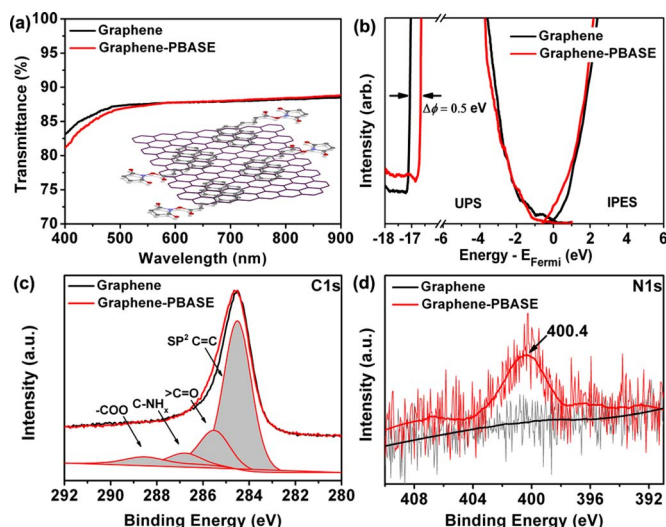 (a)
Graphene
Graphene-PBASE
Transmittance (%)
100
95
90
85
80
75
70
400 500 600 700 800 900
Wavelength (nm)
(b)
Graphene
Graphene-PBASE
Intensity (arb.)
Δϕ = 0.5 eV
UPS
IPES
-18 -17 -6 -4 -2 0 2 4 6
Energy - EFermi (eV)
(c)
Graphene
Graphene-PBASE
C1s
Intensity (a.u.)
SP2 C=C
>C=O
C-NHx
-COO
292 290 288 286 284 282 280
Binding Energy (eV)
(d)
Graphene
Graphene-PBASE
N1s
Intensity (a.u.)
400.4
408 404 400 396 392
Binding Energy (eV)